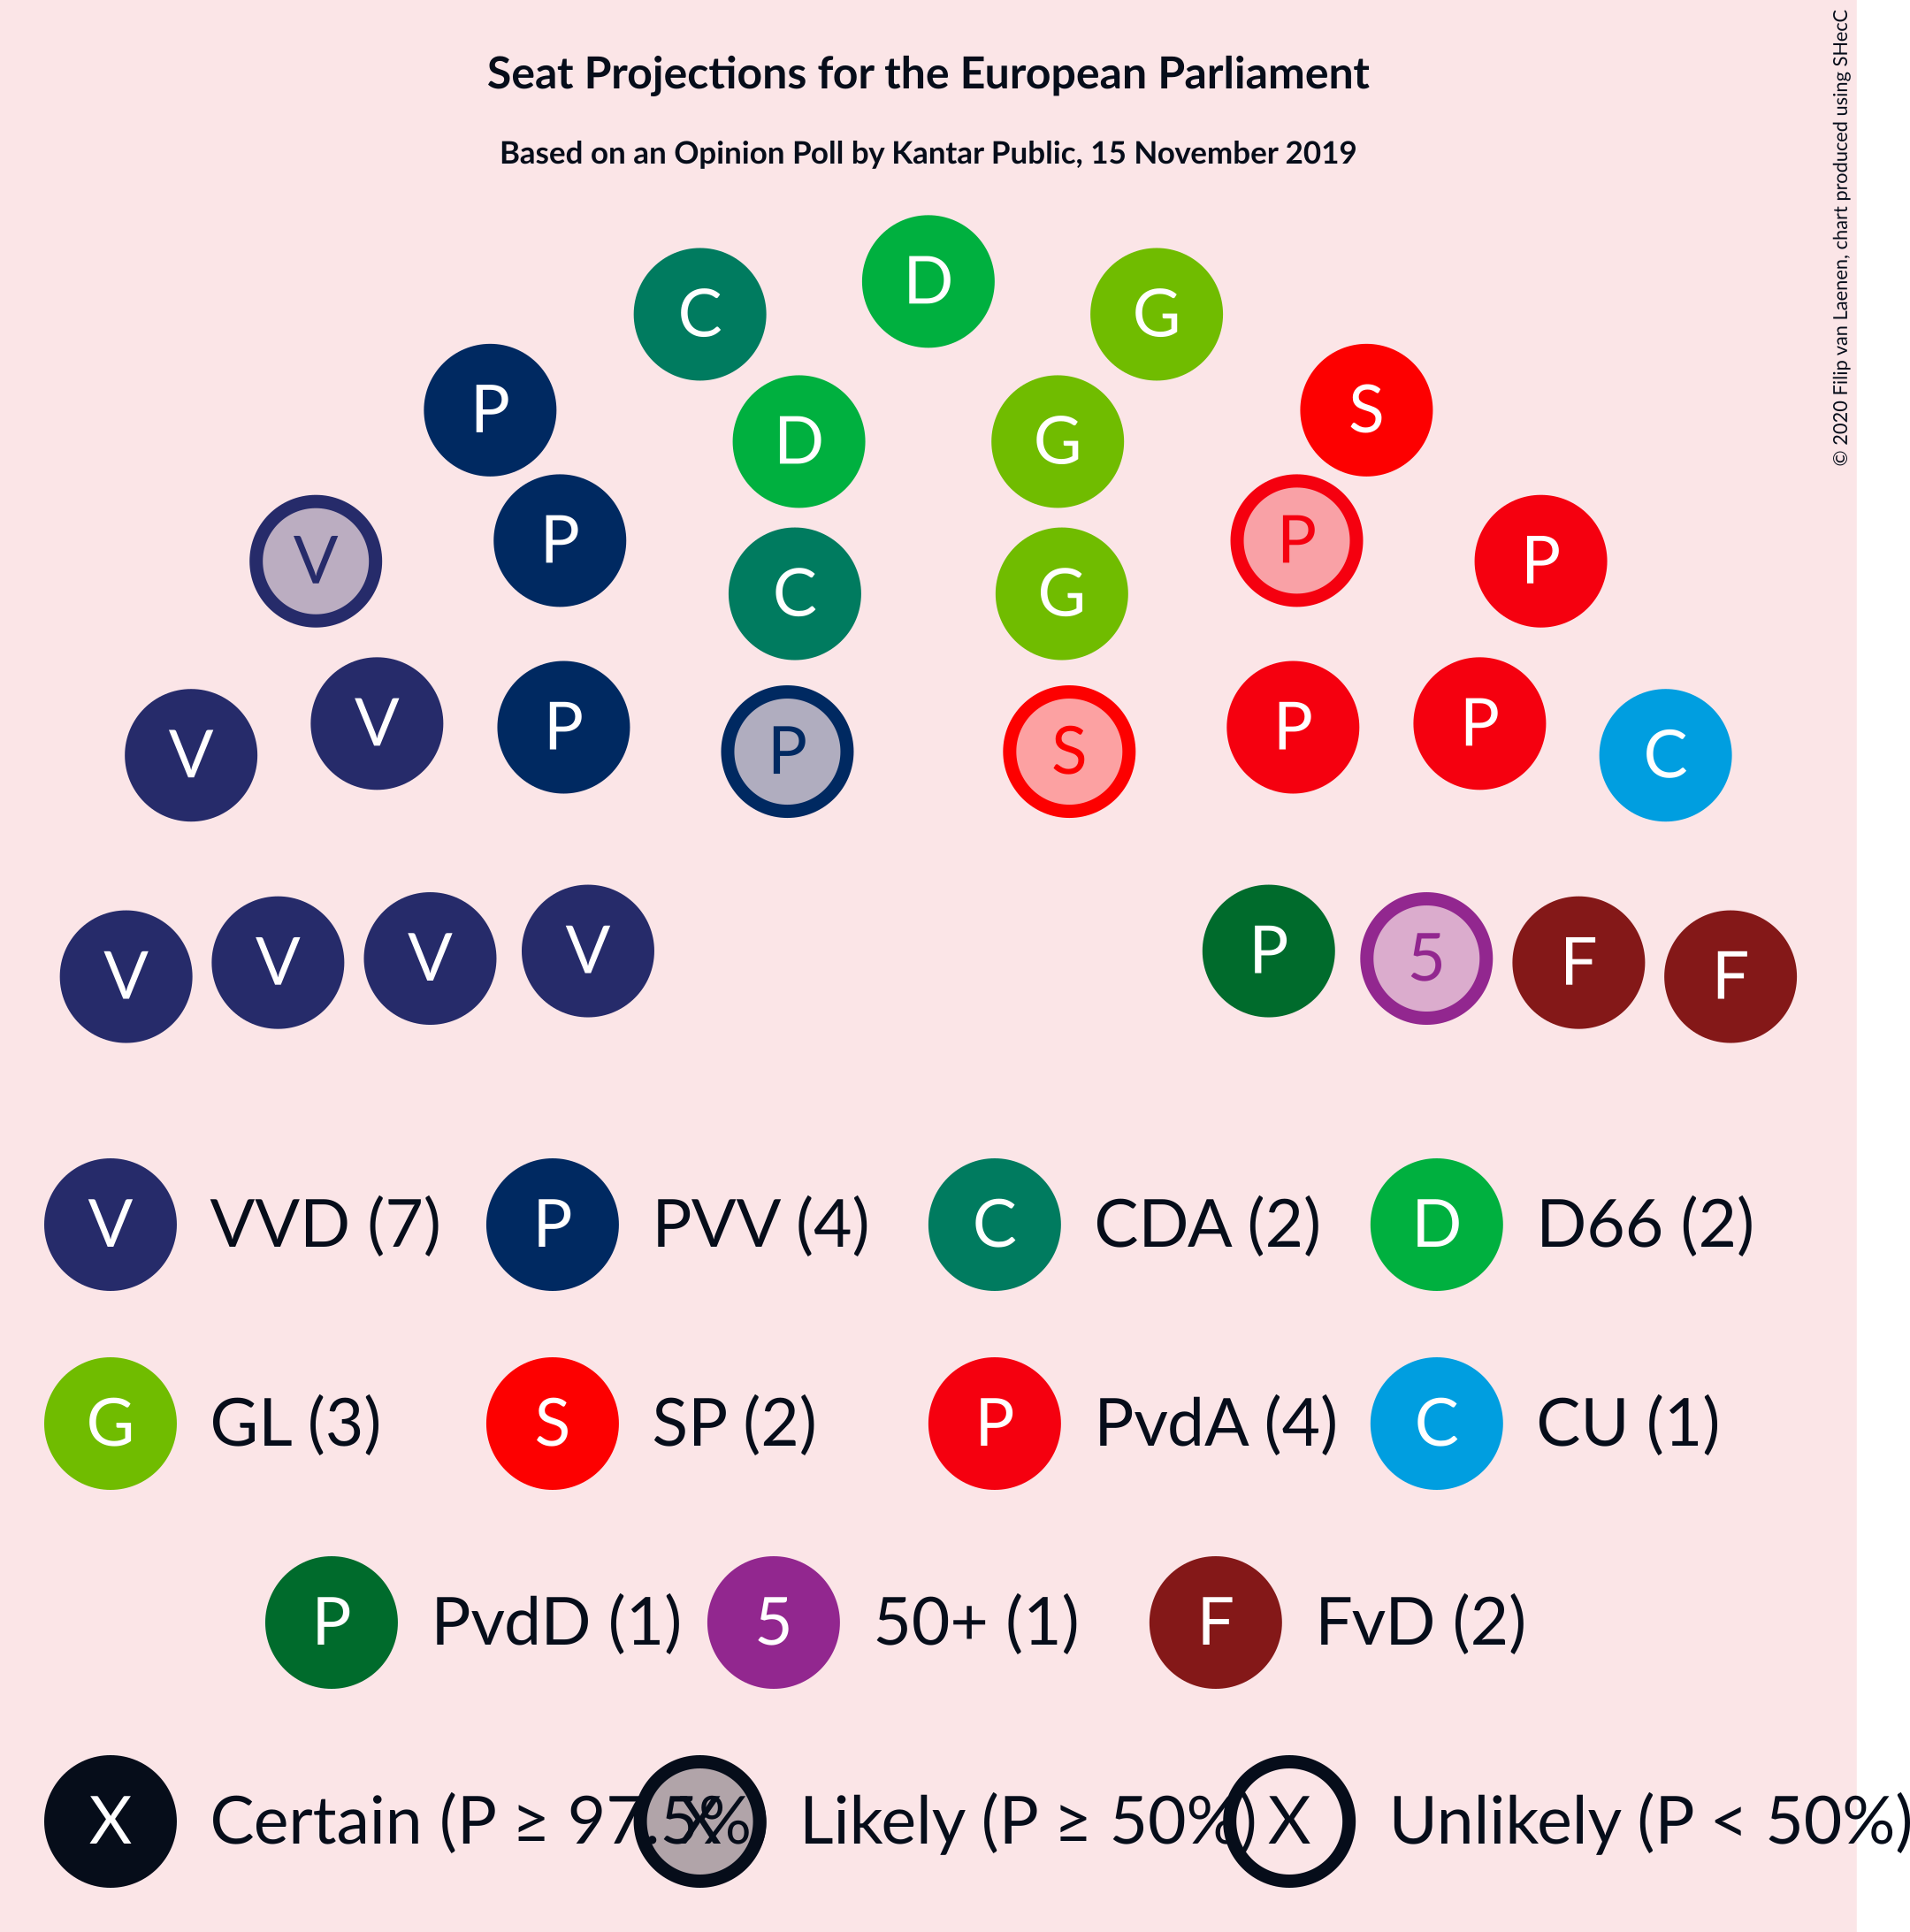 Seat Projections for the European Parliament
Based on an Opinion Poll by Kantar Public, 15 November 2019
© 2020 Filip van Laenen, chart produced using SHecC
D
C G
P S
D G
P P
V P
C G
V P
P P
P S
V C
V P 5 V
V F
V F
V VVD (7) P PVV (4) C CDA (2) D D66 (2)
G GL (3) S SP (2) P PvdA (4) C CU (1)
P PvdD (1) 5 50+ (1) F FvD (2)
X Certain (P ≥ 97.5% X Likely (P ≥ 50%) X Unlikely (P < 50%)